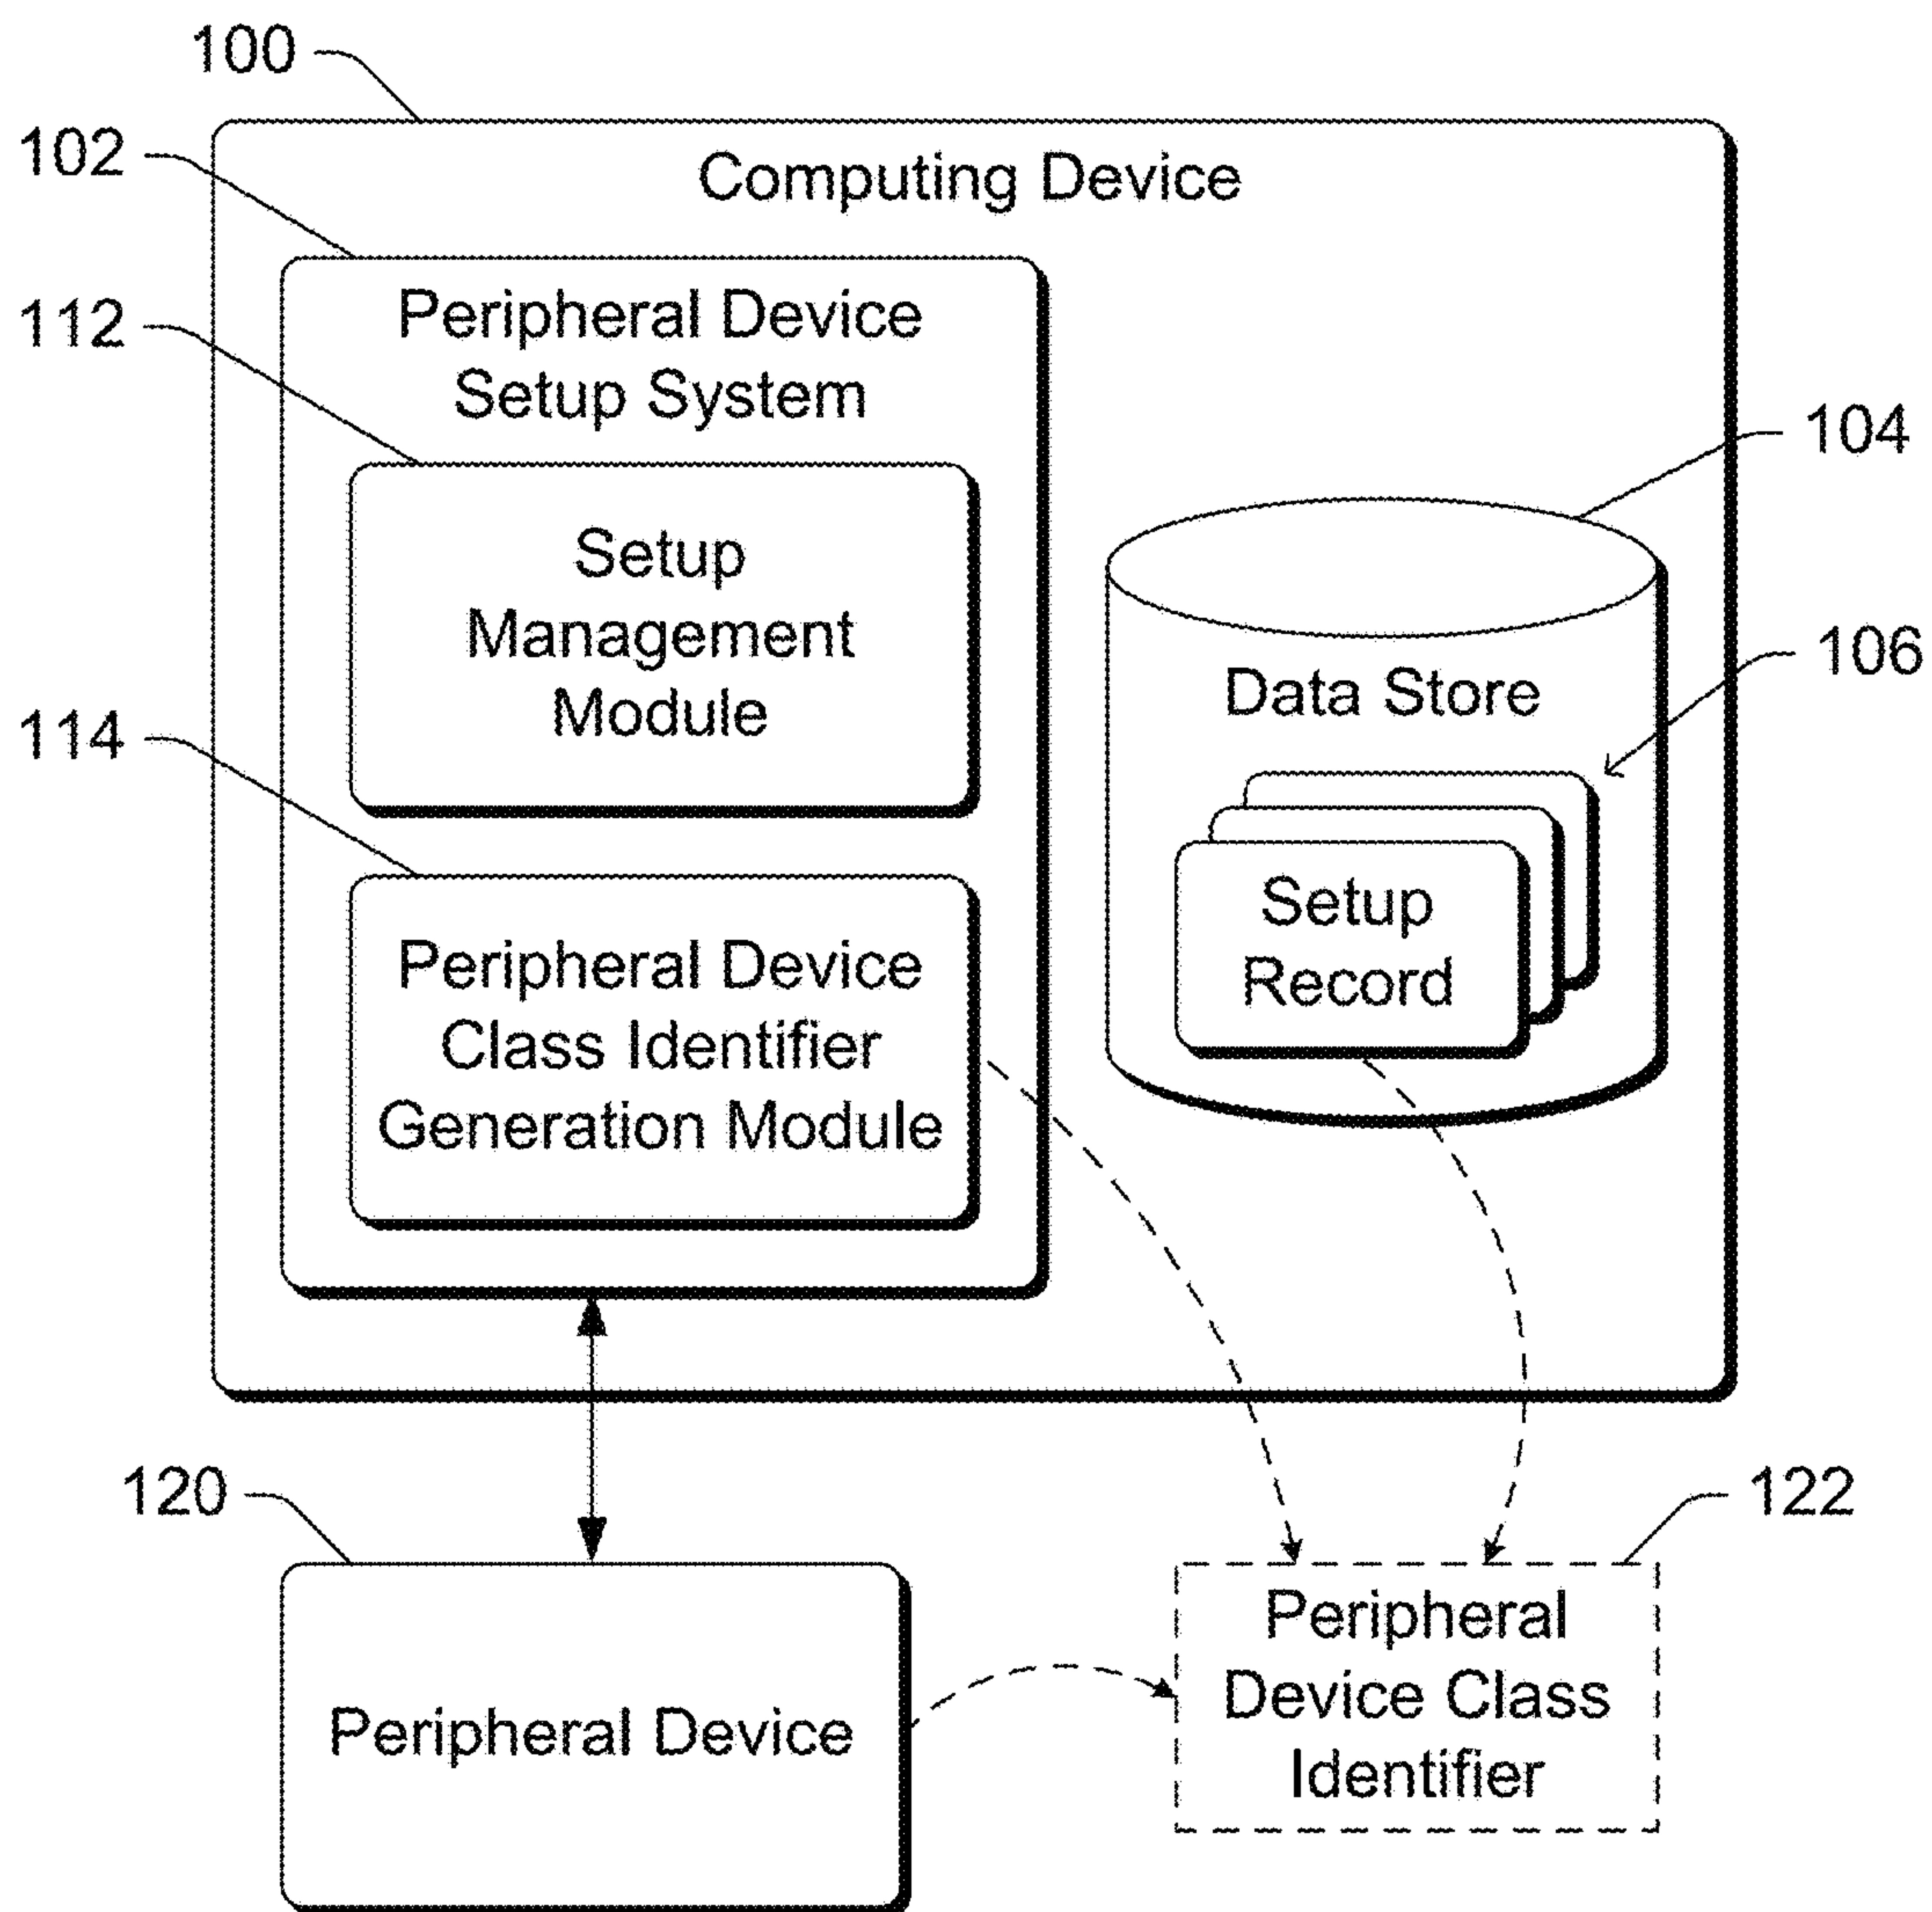 100
102
Computing Device
112
Peripheral Device
Setup System
104
Setup
Management
Module
106
Data Store
114
Setup
Record
Peripheral Device
Class Identifier
Generation Module
120
122
Peripheral Device
Peripheral
Device Class
Identifier